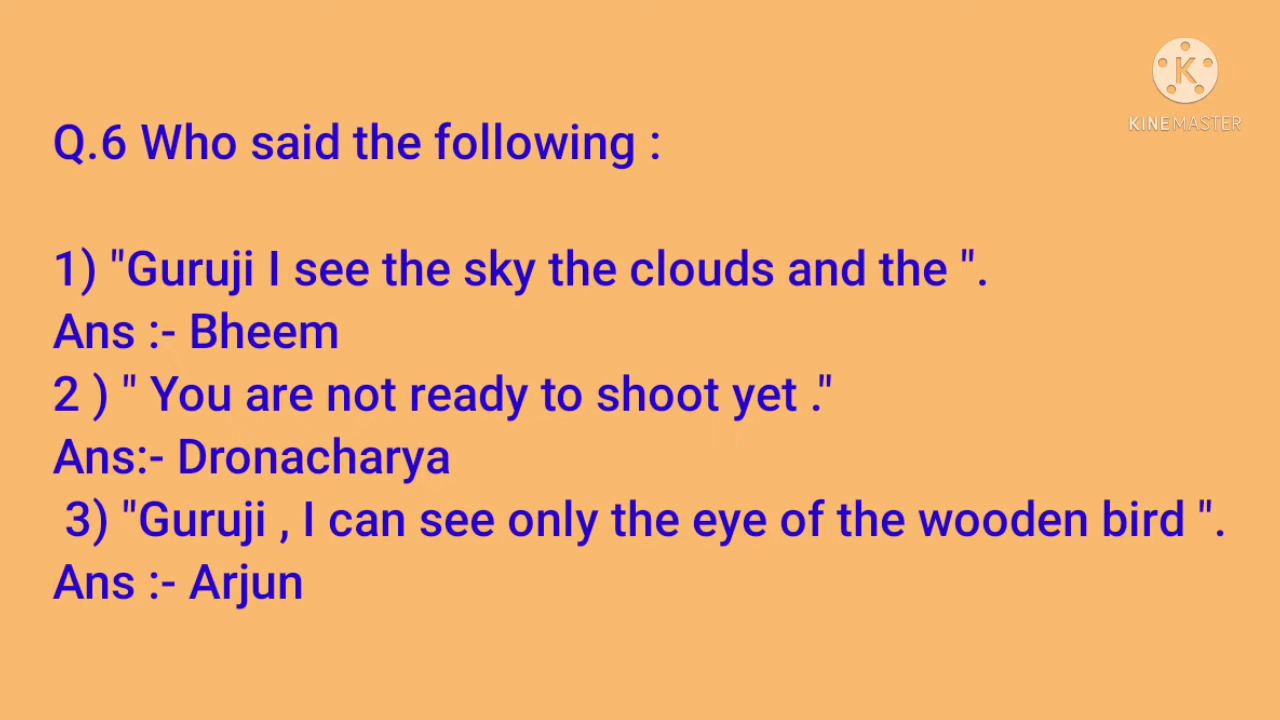 KINEMASTER
Q.6 Who said the following :
1) "Guruji I see the sky the clouds and the ".
Ans :- Bheem
2 ) " You are not ready to shoot yet ."
Ans:- Dronacharya
3) "Guruji , I can see only the eye of the wooden bird ".
Ans :- Arjun